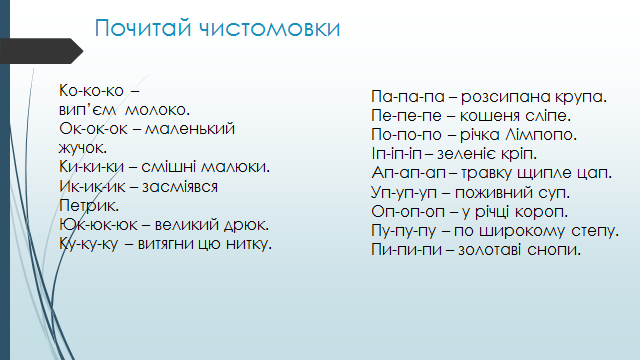 Почитай чистомовки
Ко-ко-ко –
вип’єм молоко.
Ок-ок-ок – маленький
жучок.
Ки-ки-ки – смішні малюки.
Ик-ик-ик – засміявся
Петрик.
Юк-юк-юк – великий дрюк.
Ку-ку-ку – витягни цю нитку.
Па-па-па – розсипана крупа.
Пе-пе-пе – кошеня сліпе.
По-по-по – річка Лімпопо.
Іп-іп-іп – зеленіє кріп.
Ап-ап-ап – травку щипле цап.
Уп-уп-уп – поживний суп.
Оп-оп-оп – у річці короп.
Пу-пу-пу – по широкому степу.
Пи-пи-пи – золотаві снопи.